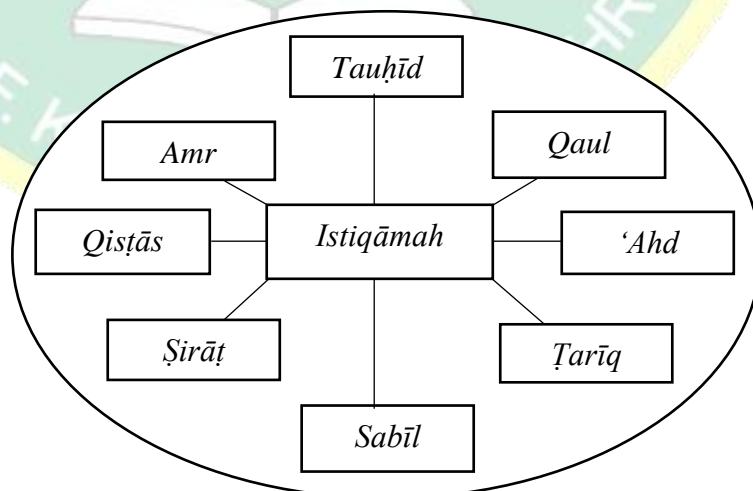 Tauḥīd
Amr
Qaul
Qisṭās
Istiqāmah
‘Ahd
Ṣirāṭ
Ṭarīq
Sabīl